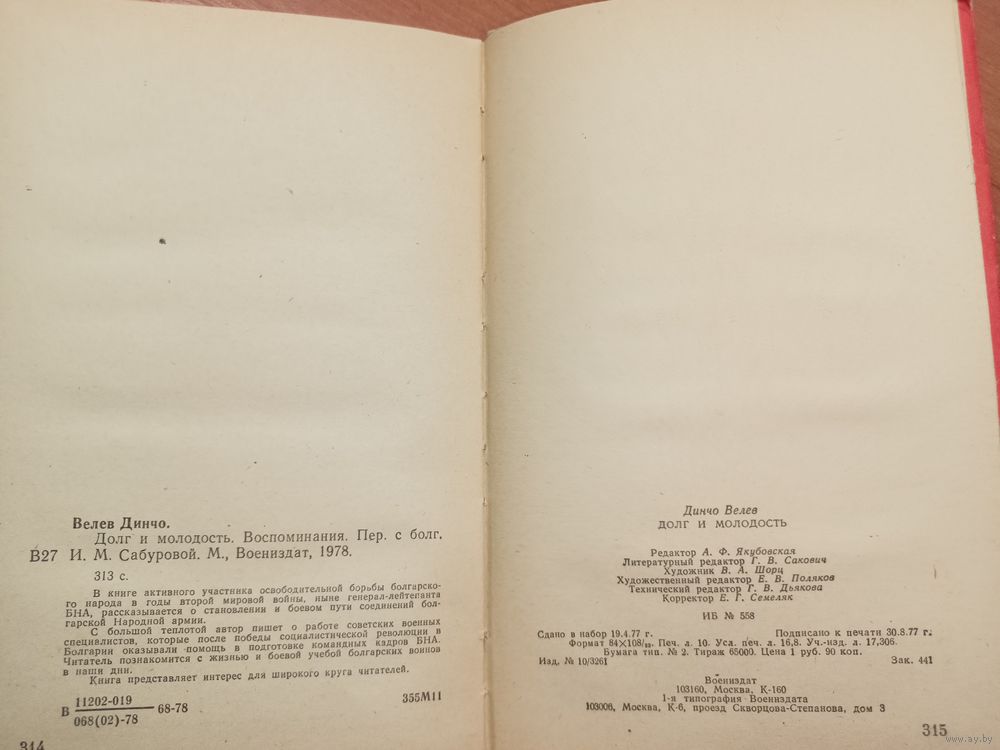 Велев Динчо.
Долг и молодость. Воспоминания. Пер. с болг.
В27 И. М. Сабуровой. М., Воениздат, 1978.
313 с.
В книге активного участника освободительной борьбы болгарско-
го народа в годы второй мировой войны, ныне генерал-лейтепанта
БНА, рассказывается о становлении и боевом пути соединений бол-
гарской Народной армии.
С большой теплотой автор пишет о работе советских военных
специалистов, которые после победы социалистической революции в
Болгарии оказывали помощь в подготовке командных кадров БНА.
Читатель познакомится с жизнью и боевой учебой болгарских воинов
в наши дни.
Книга представляет интерес для широкого круга читателей.
11202-019
В 68-78 355М11
068(02)-78
314
Динчо Велев
ДОЛГ И МОЛОДОСТЬ
Редактор А. Ф. Якубовская
Литературный редактор Г. В. Сакович
Художник В. А. Шорц
Художественный редактор Е. В. Поляков
Технический редактор Г. В. Дьякова
Корректор Е. Г. Семеляк
ИБ № 558
Сдано в набор 19.4.77 г. Подписано к печати 30.8.77 г.
Формат 84×108/32. Печ. л. 10. Усл. печ. л. 16,8. Уч.-изд. л. 17,306.
Бумага тип. № 2. Тираж 65000. Цена 1 руб. 90 коп.
Изд. № 10/3261 Зак. 441
Воениздат
103160, Москва, К-160
1-я типография Воениздата
103006, Москва, К-6, проезд Скворцова-Степанова, дом 3
315
www.ay.by